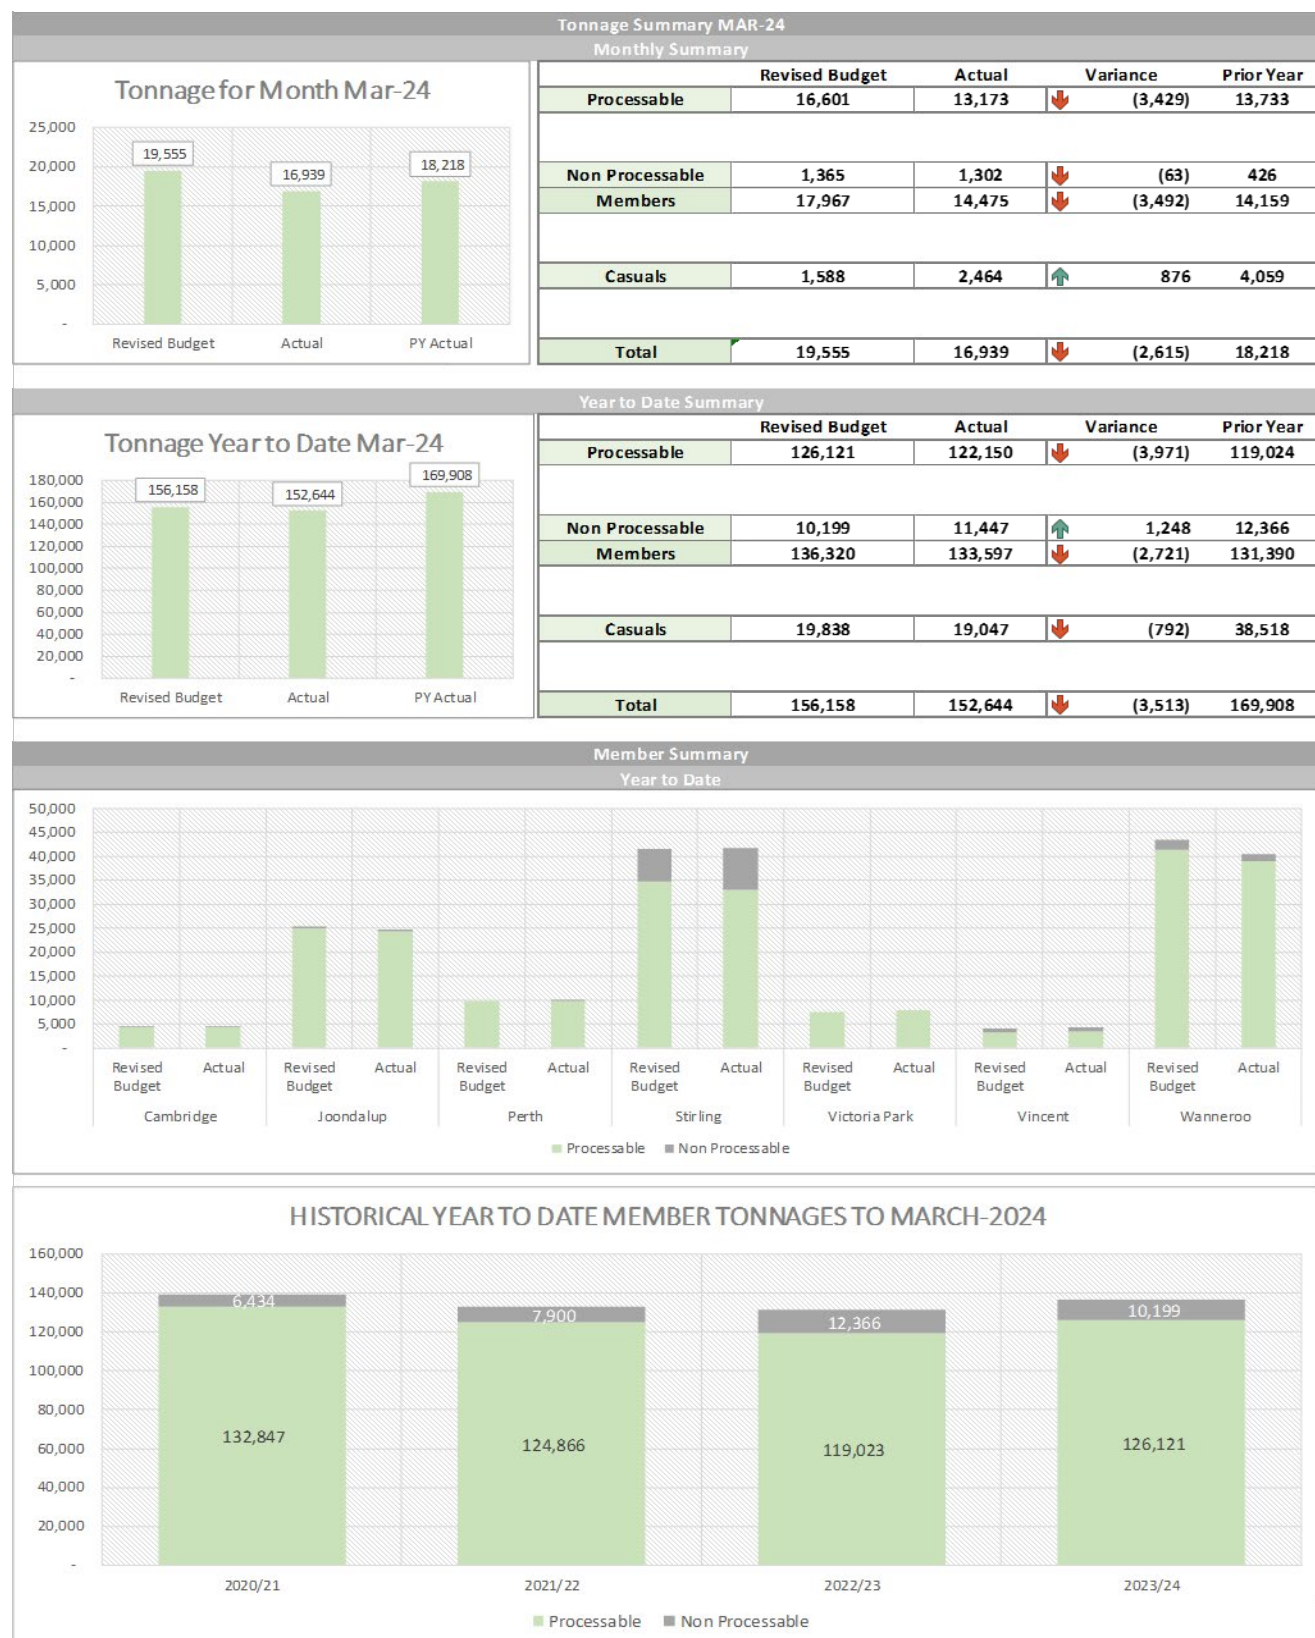 Tonnage Summary MAR-24
Monthly Summary
Tonnage for Month Mar-24
25,000
20,000
15,000
10,000
5,000
-
19,555
16,939
18,218
Revised Budget Actual PY Actual
Revised Budget Actual Variance Prior Year
Processable 16,601 13,173 (3,429) 13,733
Non Processable 1,365 1,302 (63) 426
Members 17,967 14,475 (3,492) 14,159
Casuals 1,588 2,464 876 4,059
Total 19,555 16,939 (2,615) 18,218
Year to Date Summary
Tonnage Year to Date Mar-24
180,000
160,000
140,000
120,000
100,000
80,000
60,000
40,000
20,000
-
156,158
152,644
169,908
Revised Budget Actual PY Actual
Revised Budget Actual Variance Prior Year
Processable 126,121 122,150 (3,971) 119,024
Non Processable 10,199 11,447 1,248 12,366
Members 136,320 133,597 (2,721) 131,390
Casuals 19,838 19,047 (792) 38,518
Total 156,158 152,644 (3,513) 169,908
Member Summary
Year to Date
50,000
45,000
40,000
35,000
30,000
25,000
20,000
15,000
10,000
5,000
-
Revised Actual Revised Actual Revised Actual Revised Actual Revised Actual Revised Actual Revised Actual
Budget Budget Budget Budget Budget Budget Budget
Cambridge Joondalup Perth Stirling Victoria Park Vincent Wanneroo
Processable Non Processable
HISTORICAL YEAR TO DATE MEMBER TONNAGES TO MARCH-2024
160,000
140,000
120,000
100,000
80,000
60,000
40,000
20,000
-
6,434 7,900 12,366 10,199
132,847 124,866 119,023 126,121
2020/21 2021/22 2022/23 2023/24
Processable Non Processable